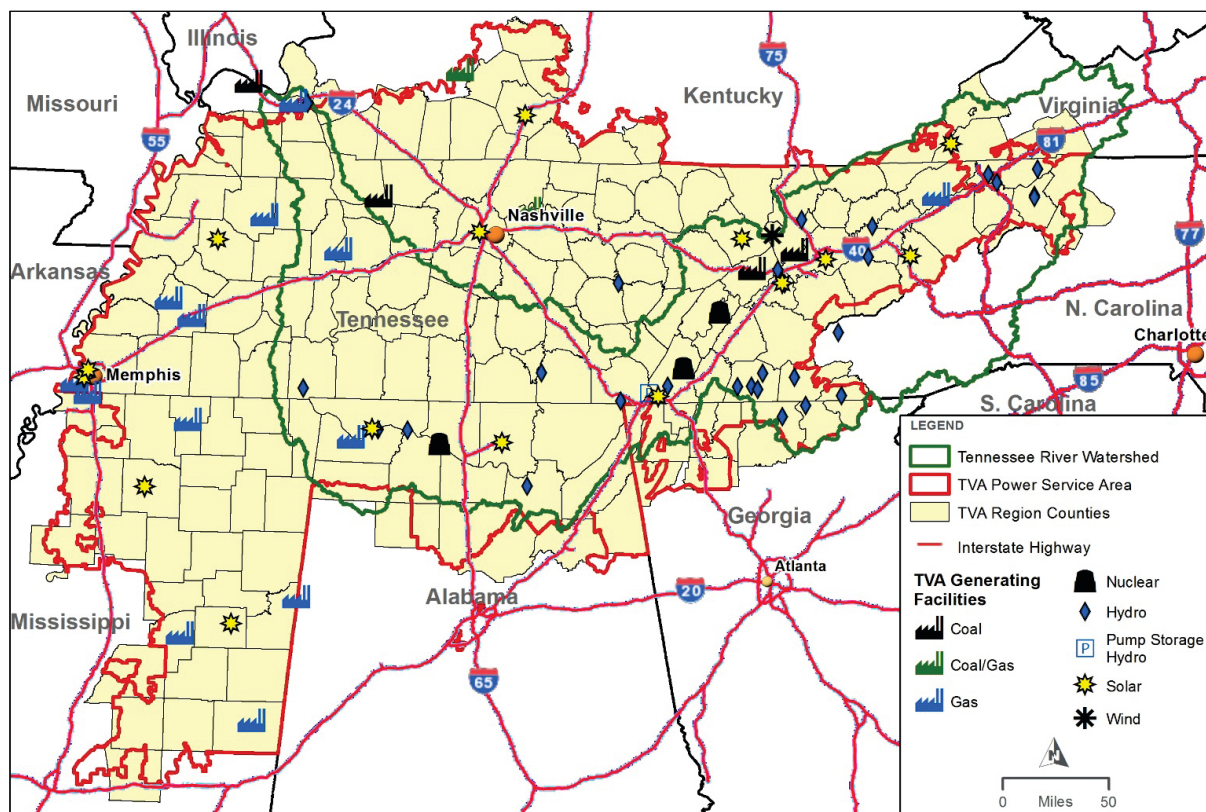 Illinois
Missouri
24
55
75
Kentucky
Virginia
81
Nashville
40
77
Arkansas
Tennessee
N. Carolina
Charlotte
Memphis
P
85
S. Carolina
Georgia
Atlanta
Alabama
20
Mississippi
65
LEGEND
Tennessee River Watershed
TVA Power Service Area
TVA Region Counties
Interstate Highway
TVA Generating
Facilities
Coal
Coal/Gas
Gas
Nuclear
Hydro
P
Pump Storage
Hydro
Solar
Wind
N
0 50
Miles